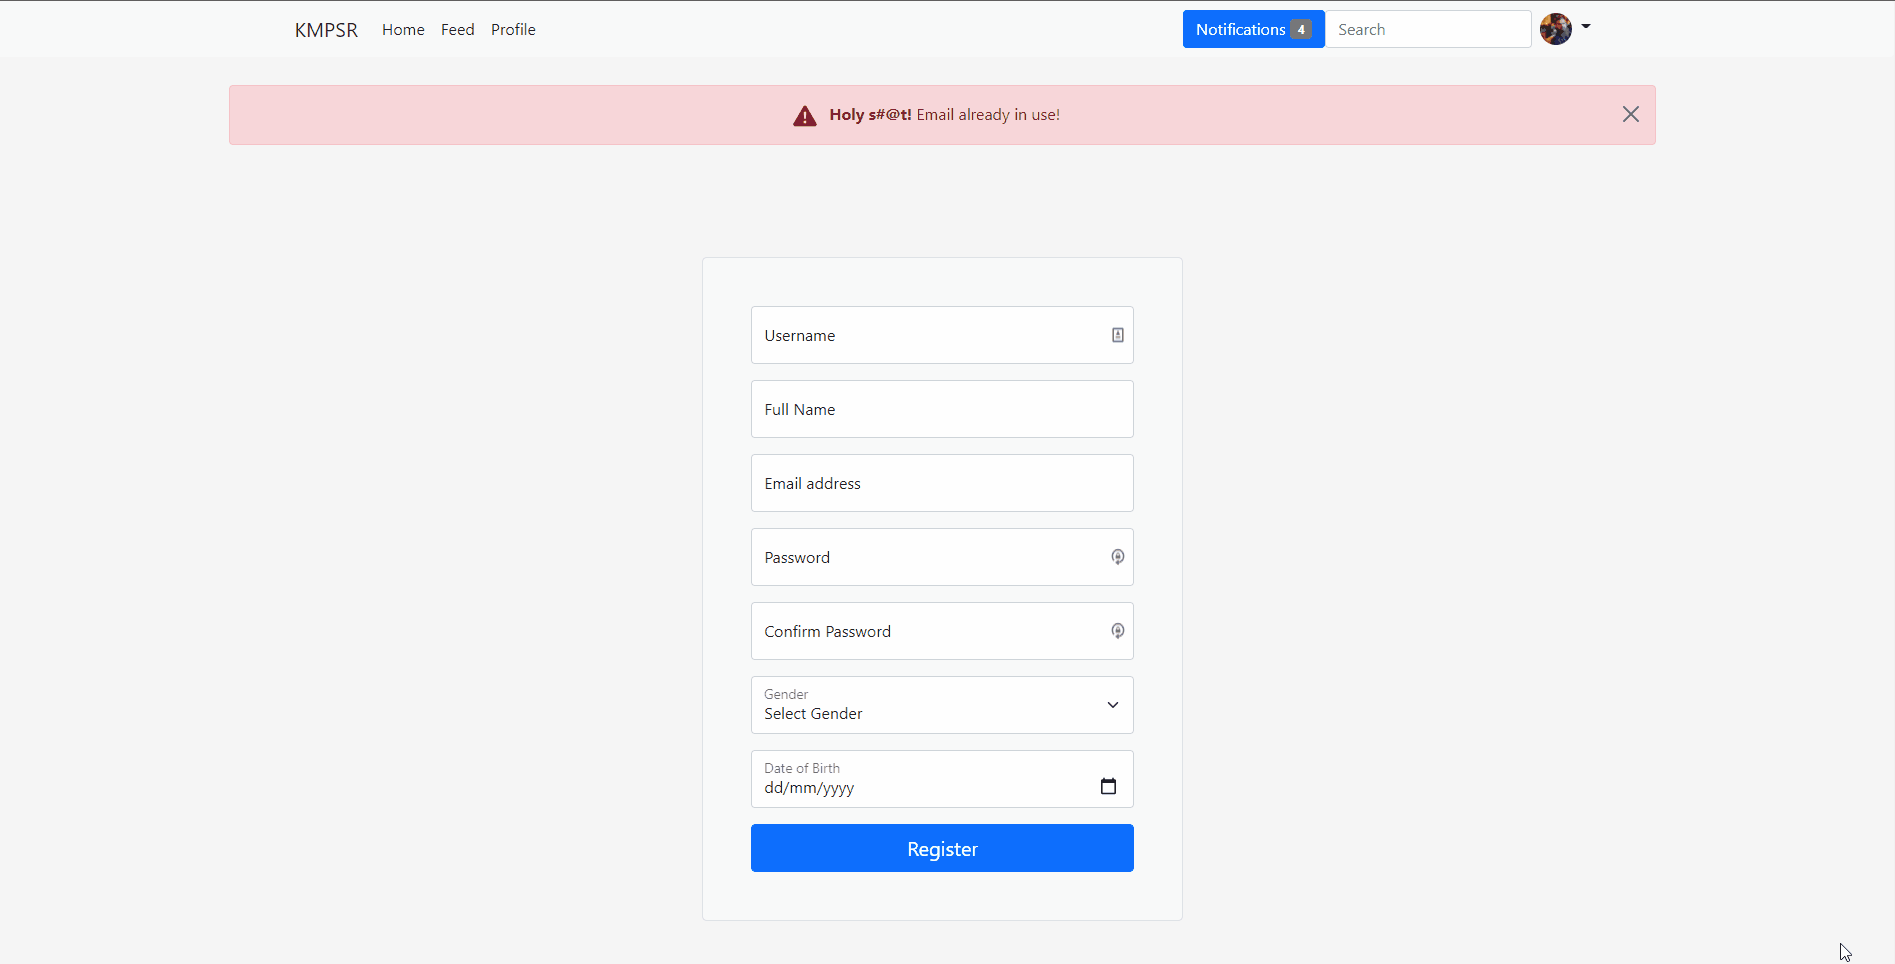 KMPSR Home Feed Profile Notifications 4 Search
Holy s#@t! Email already in use!
Username
Full Name
Email address
Password
Confirm Password
Gender
Select Gender
Date of Birth
dd/mm/yyyy
Register